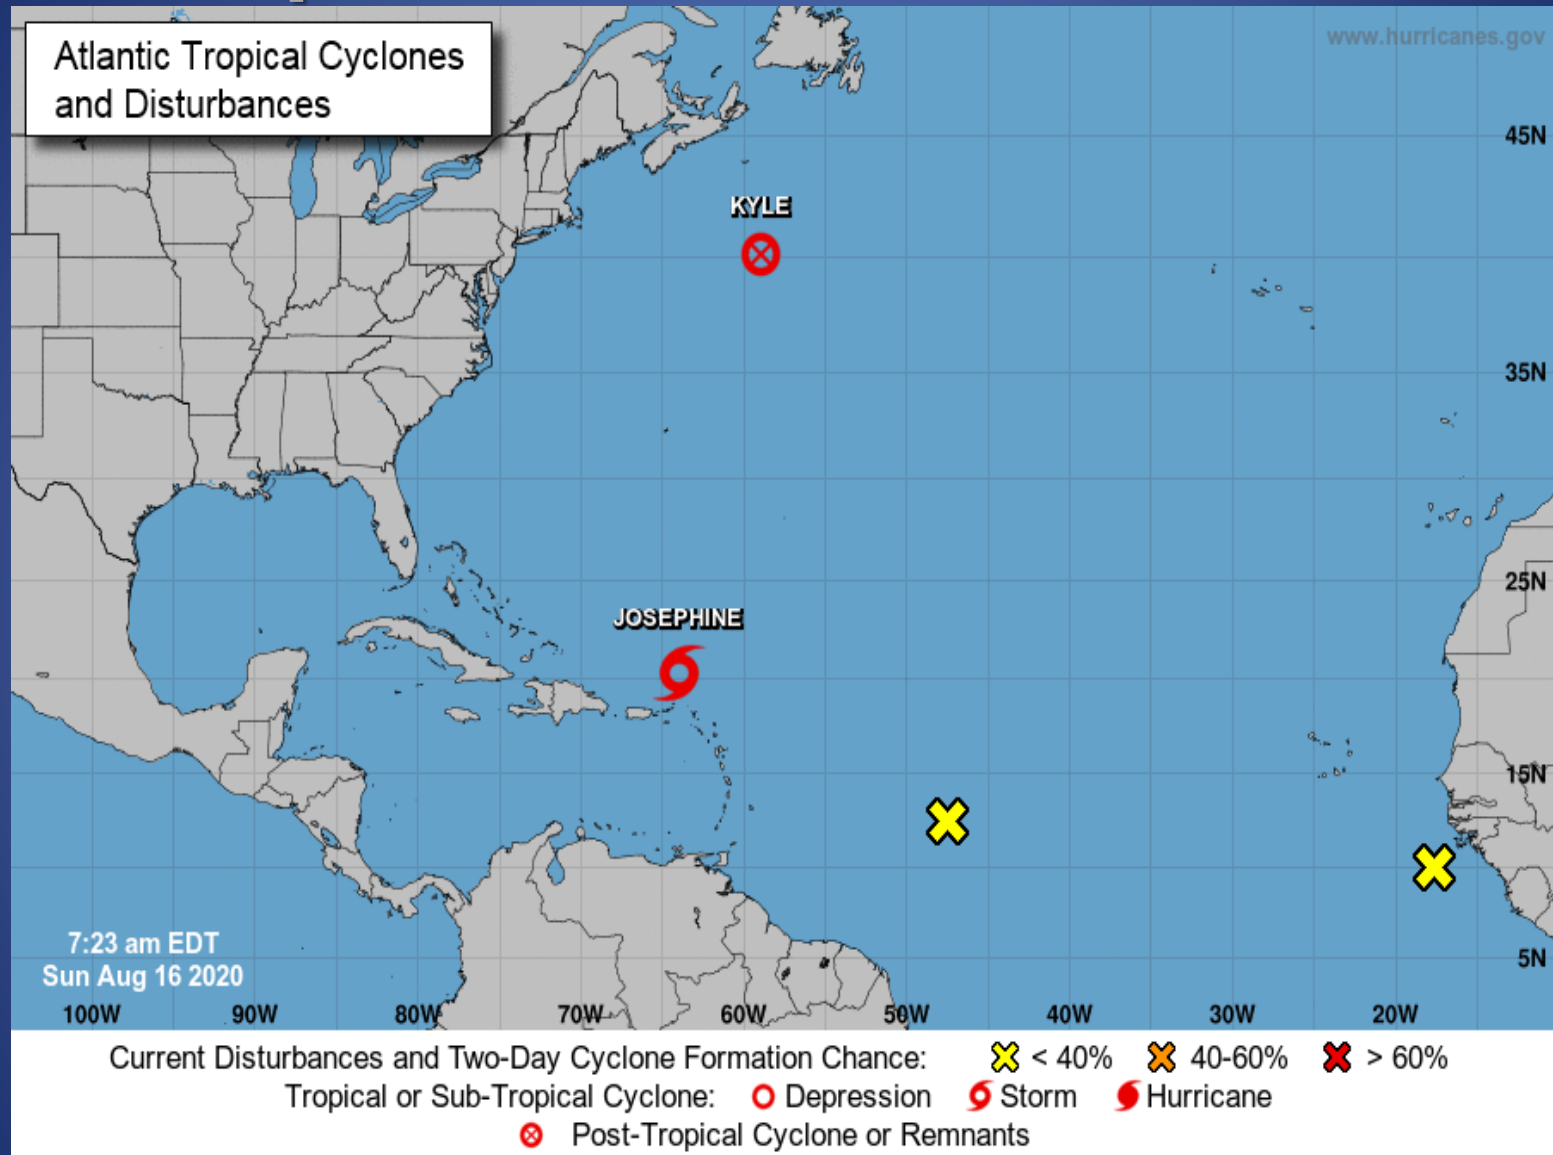 www.hurricanes.gov
Atlantic Tropical Cyclones
and Disturbances
45N
KYLE
35N
25N
JOSEPHINE
15N
7:23 am EDT
Sun Aug 16 2020
5N
100W 90W 80W 70W 60W 50W 40W 30W 20W
Current Disturbances and Two-Day Cyclone Formation Chance: < 40% 40-60% > 60%
Tropical or Sub-Tropical Cyclone: Depression Storm Hurricane
Post-Tropical Cyclone or Remnants